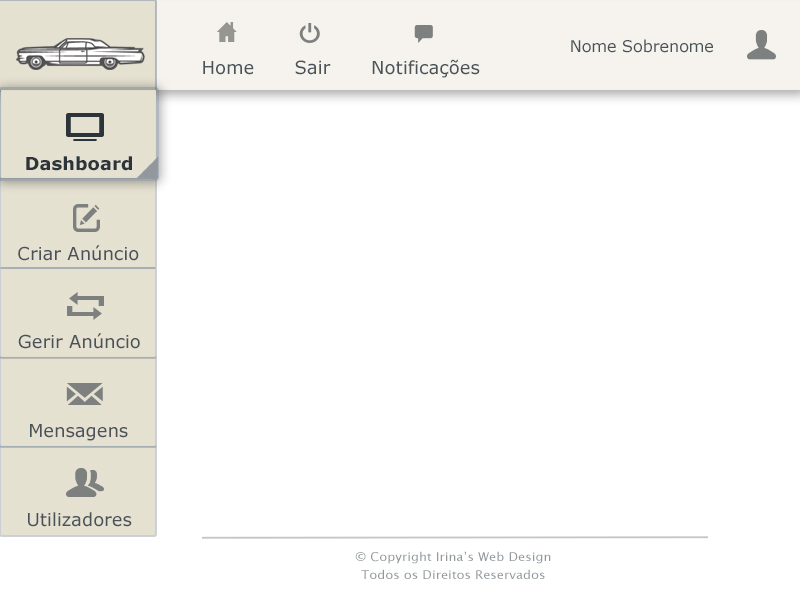 Home
Sair
Notificações
Nome Sobrenome
Dashboard
Criar Anúncio
Gerir Anúncio
Mensagens
Utilizadores
© Copyright Irina's Web Design
Todos os Direitos Reservados